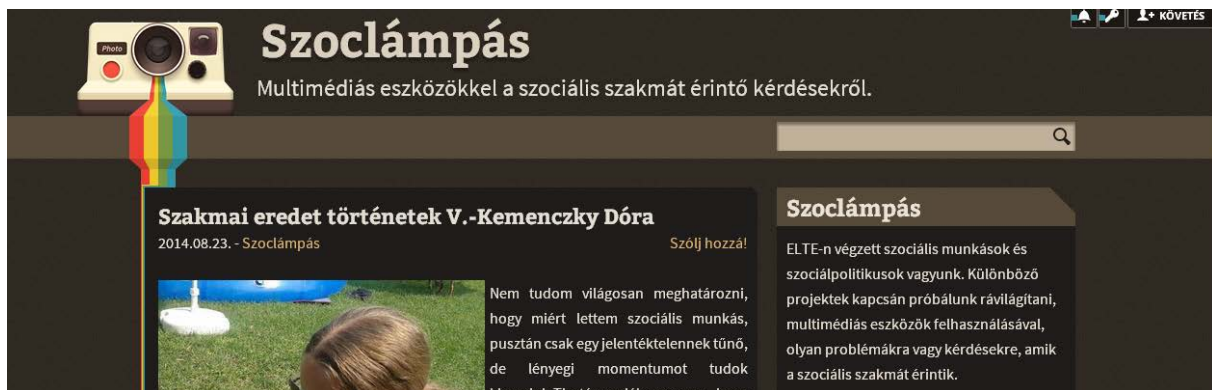 KÖVETÉS
Photo
Szoclámpás
Multimédiás eszközökkel a szociális szakmát érintő kérdésekről.
Szakmai eredet történetek V.-Kemenczky Dóra
2014.08.23. - Szoclámpás
Szólj hozzá!
Nem tudom világosan meghatározni,
hogy miért lettem szociális munkás,
pusztán csak egy jelentéktelennek tűnő,
de lényegi momentumot tudok
Szoclámpás
ELTE-n végzett szociális munkások és
szociálpolitikusok vagyunk. Különböző
projektek kapcsán próbálunk rávilágítani,
multimédiás eszközök felhasználásával,
olyan problémákra vagy kérdésekre, amik
a szociális szakmát érintik.